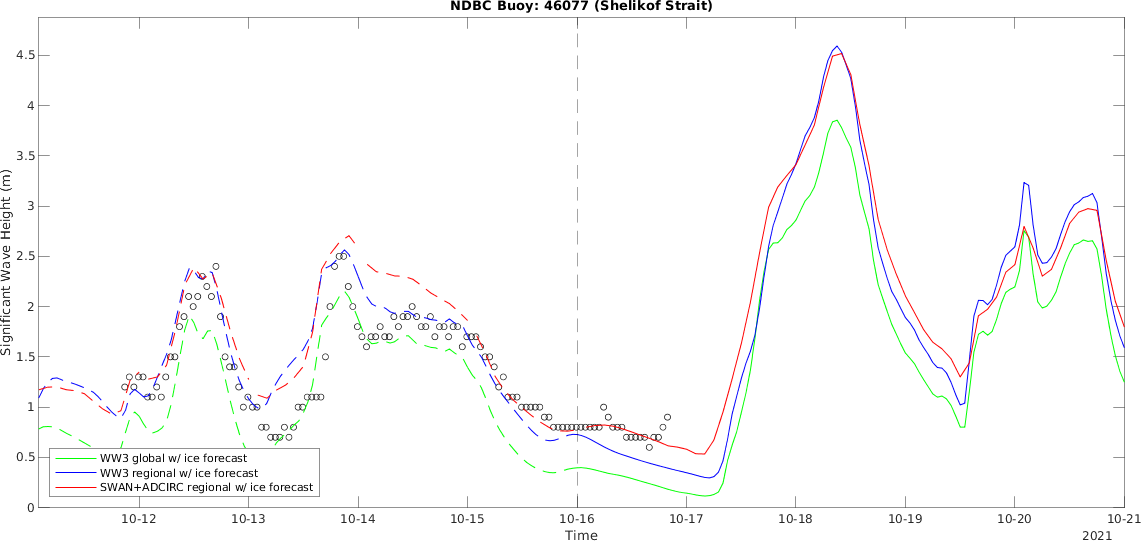 NDBC Buoy: 46077 (Shelikof Strait)
Significant Wave Height (m)
4.5
4
3.5
3
2.5
2
1.5
1
0.5
0
WW3 global w/ ice forecast
WW3 regional w/ ice forecast
SWAN+ADCIRC regional w/ ice forecast
10-12 10-13 10-14 10-15 10-16 10-17 10-18 10-19 10-20 10-21
Time
2021